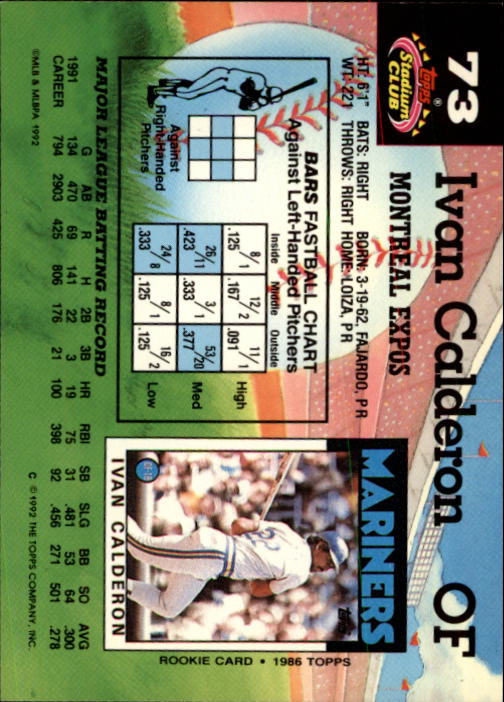 73
Topps®
Stadium
CLUB
Ivan Calderon OF
MONTREAL EXPOS
HT: 6'1" BATS: RIGHT BORN: 3-19-62, FAJARDO, PR
WT: 221 THROWS: RIGHT HOME: LOIZA, PR
BARS FASTBALL CHART
Against Left-Handed Pitchers
Against
Right-Handed
Pitchers
Inside Middle Outside
8/1 12/2 11/1
.125 .167 .091
High
26/11 3/1 53/20
.423 .333 .377
Med
24/8 8/1 16/2
.333 .125 .125
Low
MARINERS
Topps
OF
IVAN CALDERON
ROOKIE CARD • 1986 TOPPS
MAJOR LEAGUE BATTING RECORD
G AB R H 2B 3B HR RBI SB SLG BB SO AVG
1991 134 470 69 141 22 3 19 75 31 .481 53 64 .300
CAREER 794 2903 425 806 176 21 100 398 92 .456 271 501 .278
©MLB & MLBPA 1992
C © 1992 THE TOPPS COMPANY, INC.